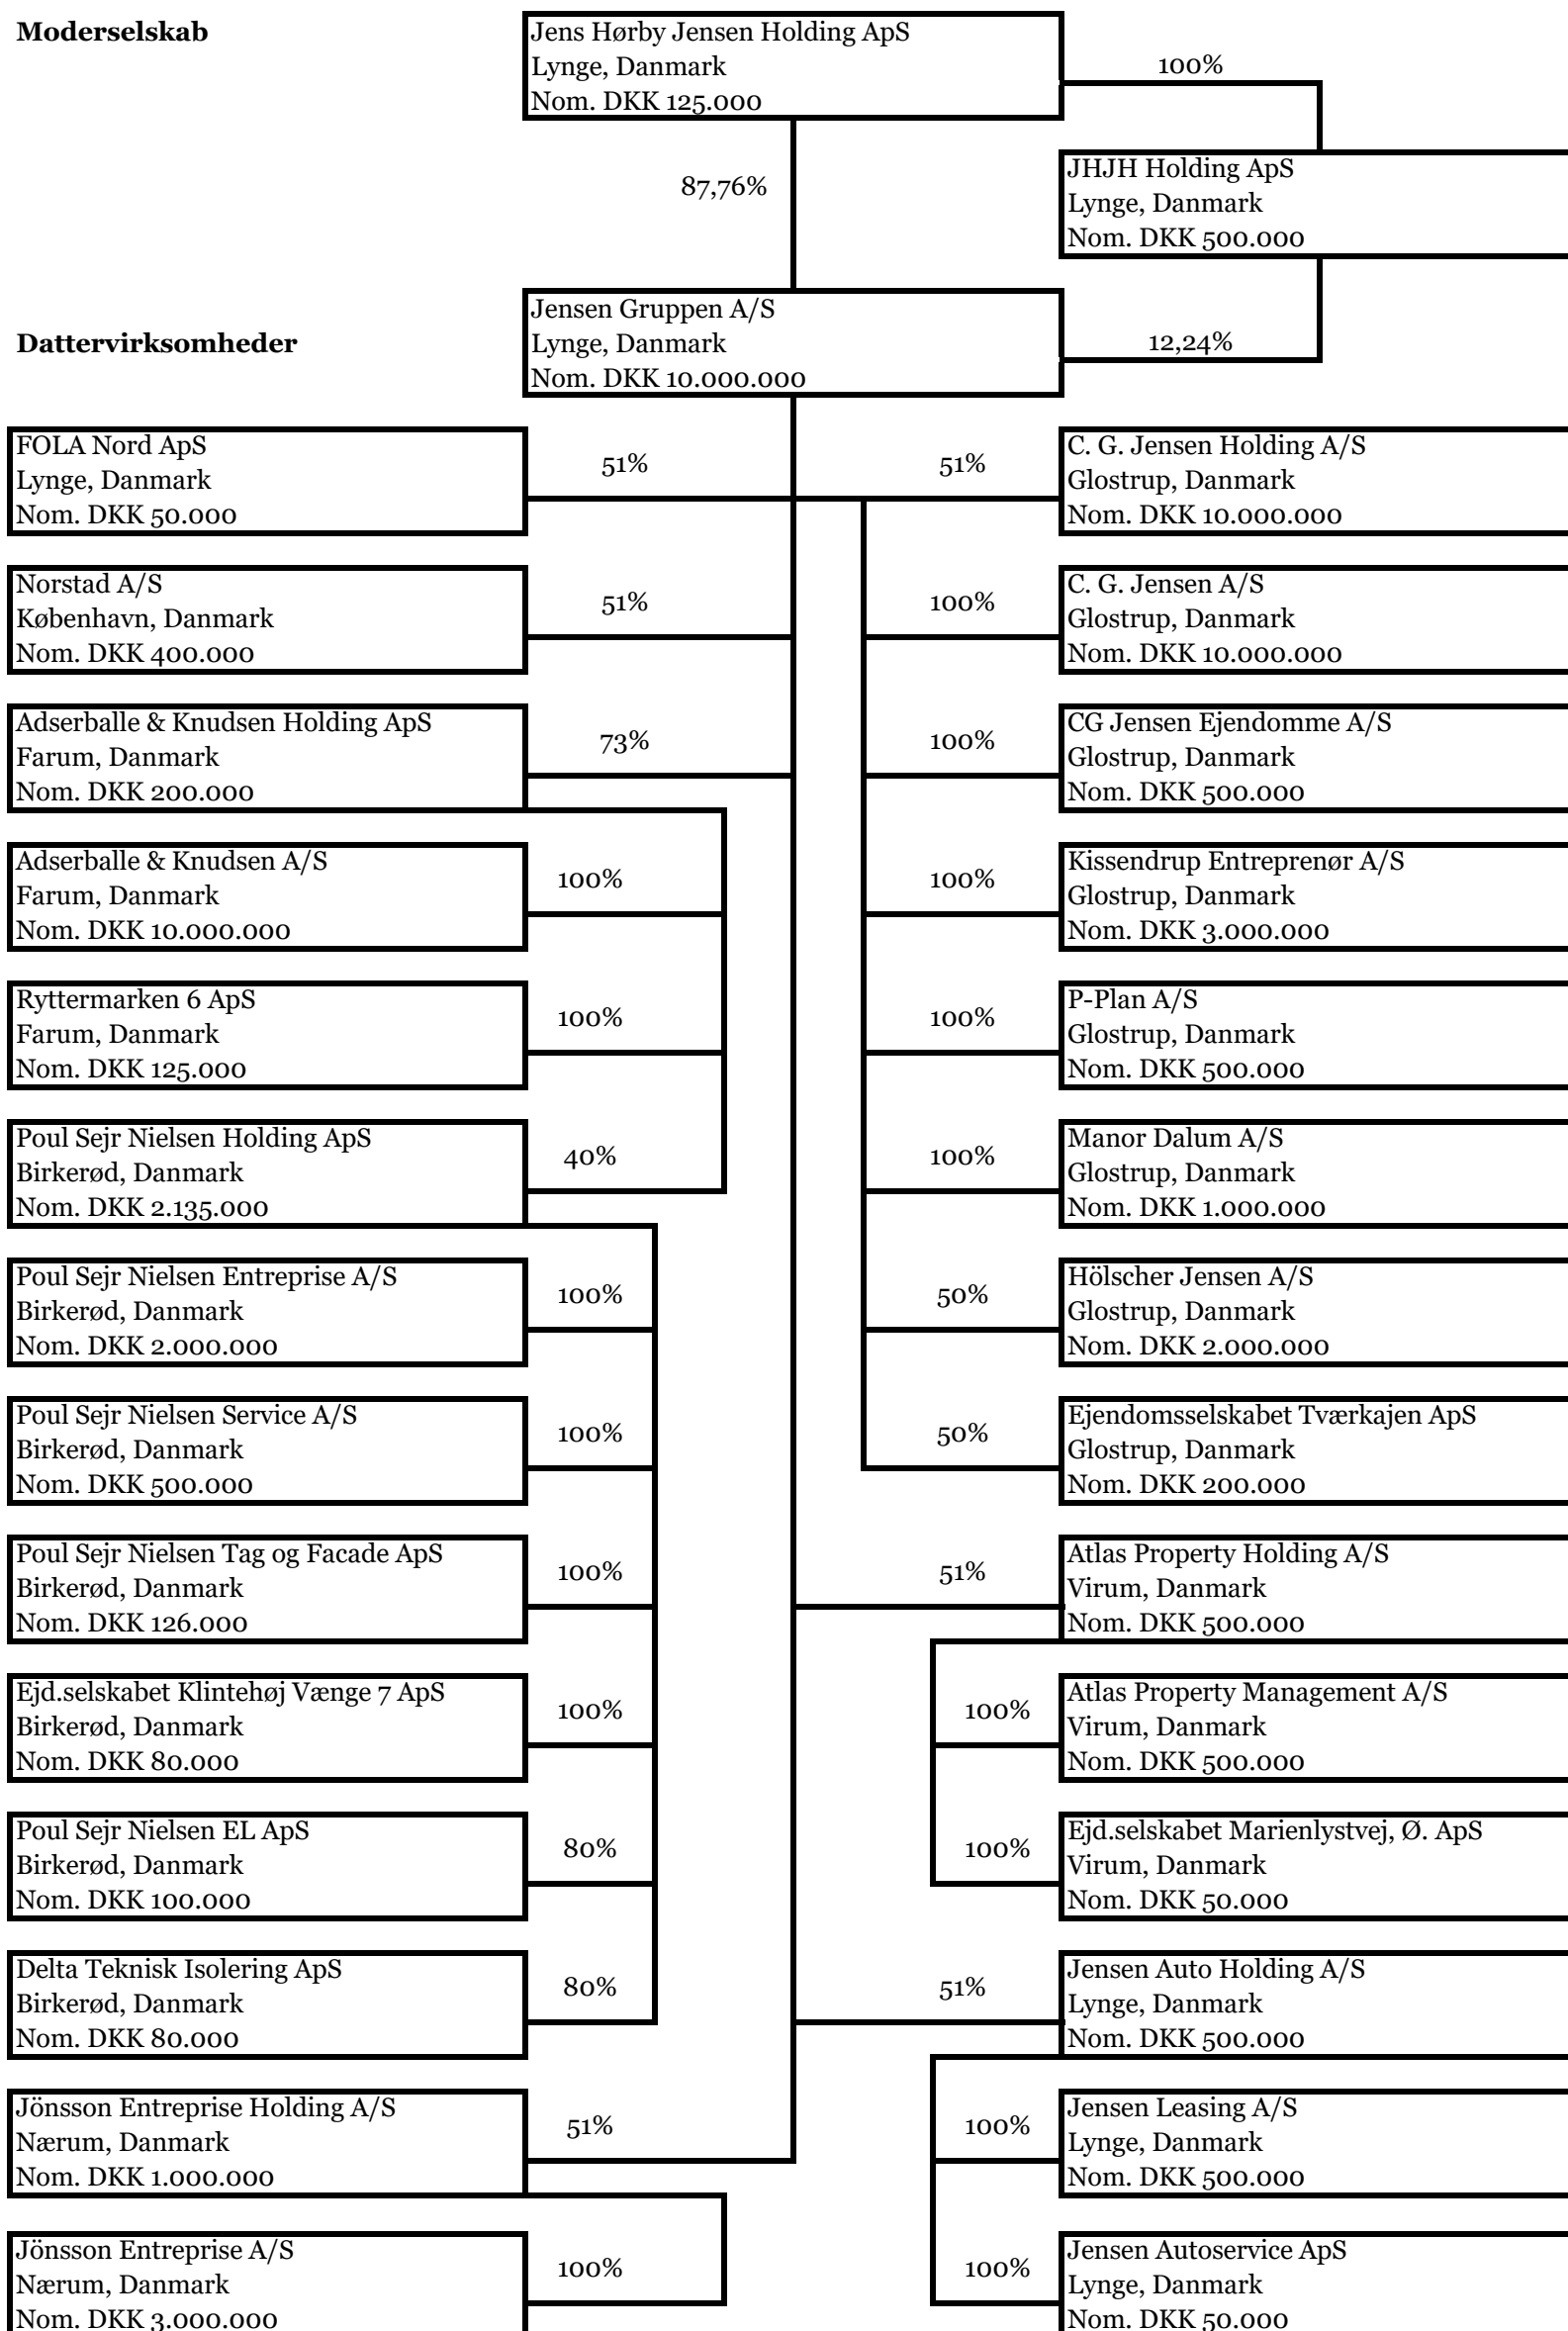 Moderselskab
Jens Hørby Jensen Holding ApS
Lynge, Danmark
Nom. DKK 125.000
100%
87,76%
JHJH Holding ApS
Lynge, Danmark
Nom. DKK 500.000
Dattervirksomheder
Jensen Gruppen A/S
Lynge, Danmark
Nom. DKK 10.000.000
12,24%
FOLA Nord ApS
Lynge, Danmark
Nom. DKK 50.000
51%
51%
C. G. Jensen Holding A/S
Glostrup, Danmark
Nom. DKK 10.000.000
Norstad A/S
København, Danmark
Nom. DKK 400.000
51%
100%
C. G. Jensen A/S
Glostrup, Danmark
Nom. DKK 10.000.000
Adserballe & Knudsen Holding ApS
Farum, Danmark
Nom. DKK 200.000
73%
100%
CG Jensen Ejendomme A/S
Glostrup, Danmark
Nom. DKK 500.000
Adserballe & Knudsen A/S
Farum, Danmark
Nom. DKK 10.000.000
100%
100%
Kissendrup Entreprenør A/S
Glostrup, Danmark
Nom. DKK 3.000.000
Ryttermarken 6 ApS
Farum, Danmark
Nom. DKK 125.000
100%
100%
P-Plan A/S
Glostrup, Danmark
Nom. DKK 500.000
Poul Sejr Nielsen Holding ApS
Birkerød, Danmark
Nom. DKK 2.135.000
40%
100%
Manor Dalum A/S
Glostrup, Danmark
Nom. DKK 1.000.000
Poul Sejr Nielsen Entreprise A/S
Birkerød, Danmark
Nom. DKK 2.000.000
100%
50%
Hölscher Jensen A/S
Glostrup, Danmark
Nom. DKK 2.000.000
Poul Sejr Nielsen Service A/S
Birkerød, Danmark
Nom. DKK 500.000
100%
50%
Ejendomsselskabet Tværkajen ApS
Glostrup, Danmark
Nom. DKK 200.000
Poul Sejr Nielsen Tag og Facade ApS
Birkerød, Danmark
Nom. DKK 126.000
100%
51%
Atlas Property Holding A/S
Virum, Danmark
Nom. DKK 500.000
Ejd.selskabet Klintehøj Vænge 7 ApS
Birkerød, Danmark
Nom. DKK 80.000
100%
100%
Atlas Property Management A/S
Virum, Danmark
Nom. DKK 500.000
Poul Sejr Nielsen EL ApS
Birkerød, Danmark
Nom. DKK 100.000
80%
100%
Ejd.selskabet Marienlystvej, Ø. ApS
Virum, Danmark
Nom. DKK 50.000
Delta Teknisk Isolering ApS
Birkerød, Danmark
Nom. DKK 80.000
80%
51%
Jensen Auto Holding A/S
Lynge, Danmark
Nom. DKK 500.000
Jönsson Entreprise Holding A/S
Nærum, Danmark
Nom. DKK 1.000.000
51%
100%
Jensen Leasing A/S
Lynge, Danmark
Nom. DKK 500.000
Jönsson Entreprise A/S
Nærum, Danmark
Nom. DKK 3.000.000
100%
100%
Jensen Autoservice ApS
Lynge, Danmark
Nom. DKK 50.000